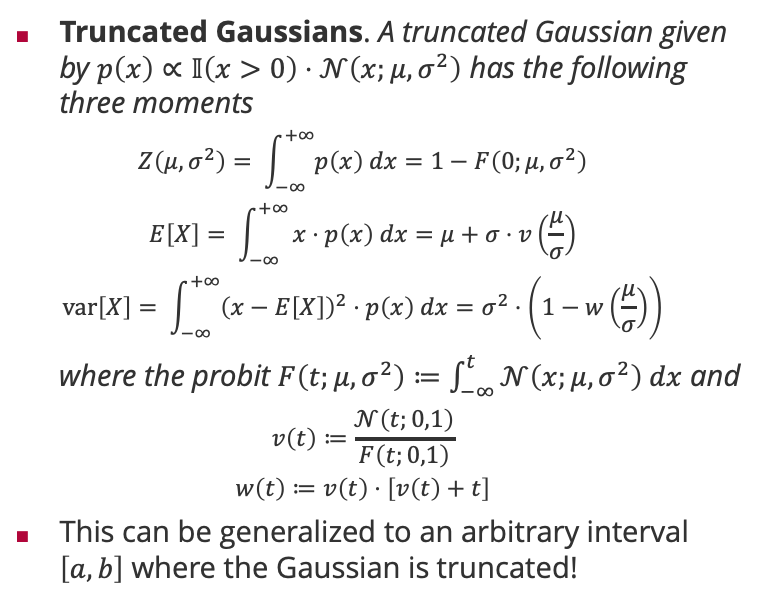 ▪ Truncated Gaussians. A truncated Gaussian given
by p(x) ∝ 𝕀(x > 0) · 𝒩(x; μ, σ²) has the following
three moments
Z(μ, σ²) = ∫_{−∞}^{+∞} p(x) dx = 1 − F(0; μ, σ²)
E[X] = ∫_{−∞}^{+∞} x · p(x) dx = μ + σ · v(μ/σ)
var[X] = ∫_{−∞}^{+∞} (x − E[X])² · p(x) dx = σ² · (1 − w(μ/σ))
where the probit F(t; μ, σ²) ≔ ∫_{−∞}^{t} 𝒩(x; μ, σ²) dx and
v(t) ≔ 𝒩(t; 0,1) / F(t; 0,1)
w(t) ≔ v(t) · [v(t) + t]
▪ This can be generalized to an arbitrary interval
[a, b] where the Gaussian is truncated!